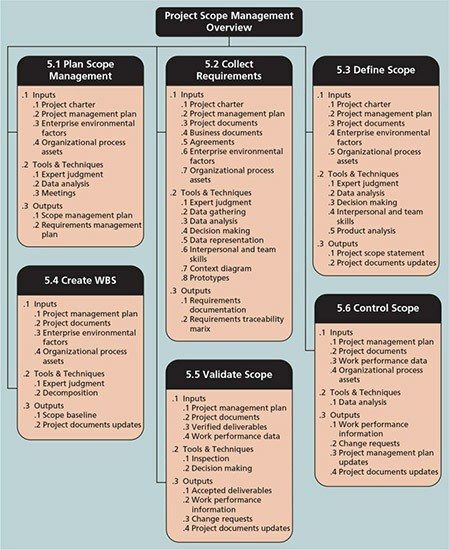 Project Scope Management
Overview
5.1 Plan Scope
Management
.1 Inputs
.1 Project charter
.2 Project management plan
.3 Enterprise environmental
factors
.4 Organizational process
assets
.2 Tools & Techniques
.1 Expert judgment
.2 Data analysis
.3 Meetings
.3 Outputs
.1 Scope management plan
.2 Requirements management
plan
5.2 Collect
Requirements
.1 Inputs
.1 Project charter
.2 Project management plan
.3 Project documents
.4 Business documents
.5 Agreements
.6 Enterprise environmental
factors
.7 Organizational process
assets
.2 Tools & Techniques
.1 Expert judgment
.2 Data gathering
.3 Data analysis
.4 Decision making
.5 Data representation
.6 Interpersonal and team
skills
.7 Context diagram
.8 Prototypes
.3 Outputs
.1 Requirements
documentation
.2 Requirements traceability
marix
5.3 Define Scope
.1 Inputs
.1 Project charter
.2 Project management plan
.3 Project documents
.4 Enterprise environmental
factors
.5 Organizational process
assets
.2 Tools & Techniques
.1 Expert judgment
.2 Data analysis
.3 Decision making
.4 Interpersonal and team
skills
.5 Product analysis
.3 Outputs
.1 Project scope statement
.2 Project documents updates
5.4 Create WBS
.1 Inputs
.1 Project management plan
.2 Project documents
.3 Enterprise environmental
factors
.4 Organizational process
assets
.2 Tools & Techniques
.1 Expert judgment
.2 Decomposition
.3 Outputs
.1 Scope baseline
.2 Project documents updates
5.5 Validate Scope
.1 Inputs
.1 Project management plan
.2 Project documents
.3 Verified deliverables
.4 Work performance data
.2 Tools & Techniques
.1 Inspection
.2 Decision making
.3 Outputs
.1 Accepted deliverables
.2 Work performance
information
.3 Change requests
.4 Project documents updates
5.6 Control Scope
.1 Inputs
.1 Project management plan
.2 Project documents
.3 Work performance data
.4 Organizational process
assets
.2 Tools & Techniques
.1 Data analysis
.3 Outputs
.1 Work performance
information
.2 Change requests
.3 Project management plan
updates
.4 Project documents updates